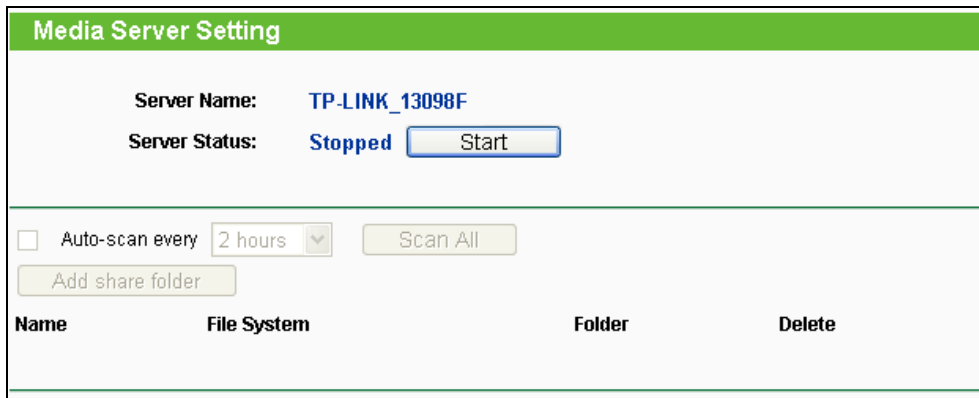 Media Server Setting
Server Name: TP-LINK_13098F
Server Status: Stopped Start
Auto-scan every 2 hours Scan All
Add share folder
Name File System Folder Delete